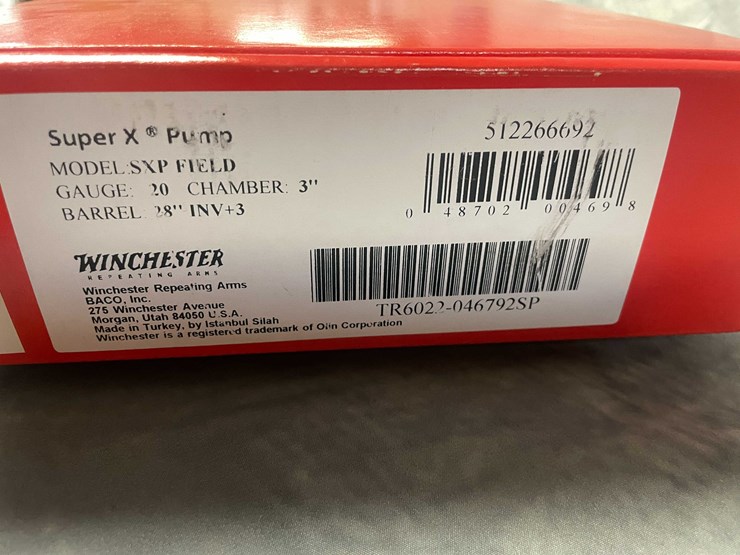 Super X ® Pump
MODEL:SXP FIELD
GAUGE: 20 CHAMBER: 3"
BARREL 28" INV+3
512266692
0 48702 00469 8
WINCHESTER
REPEATING ARMS
Winchester Repeating Arms
BACO, Inc.
275 Winchester Avenue
Morgan, Utah 84050 U.S.A.
Made in Turkey, by Istanbul Silah
Winchester is a registered trademark of Olin Corporation
TR6022-046792SP